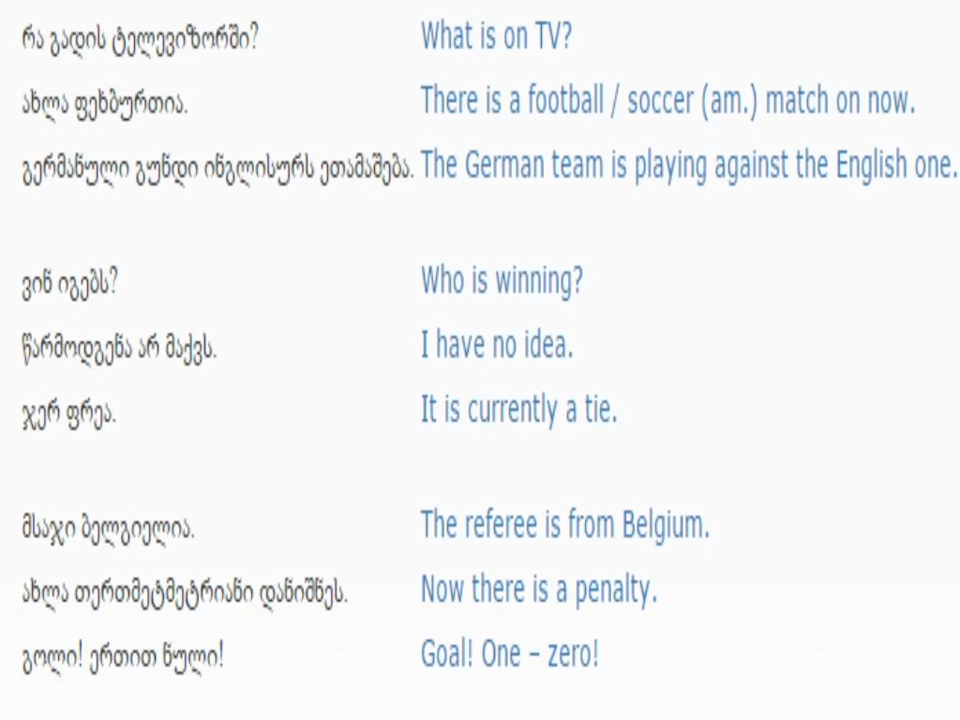 რა გადის ტელევიზორში? What is on TV?
ახლა ფეხბურთია. There is a football / soccer (am.) match on now.
გერმანული გუნდი ინგლისურს ეთამაშება. The German team is playing against the English one.
ვინ იგებს? Who is winning?
წარმოდგენა არ მაქვს. I have no idea.
ჯერ ფრეა. It is currently a tie.
მსაჯი ბელგიელია. The referee is from Belgium.
ახლა თერთმეტმეტრიანი დანიშნეს. Now there is a penalty.
გოლი! ერთით ნული! Goal! One – zero!